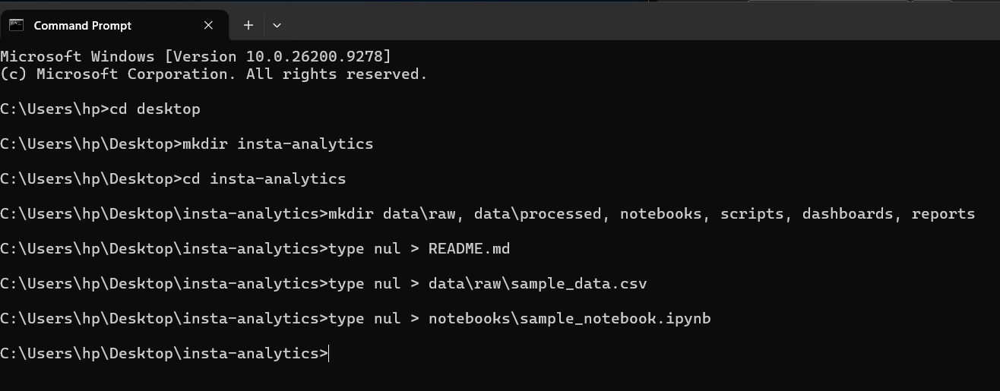 Command Prompt
Microsoft Windows [Version 10.0.26200.9278]
(c) Microsoft Corporation. All rights reserved.
C:\Users\hp>cd desktop
C:\Users\hp\Desktop>mkdir insta-analytics
C:\Users\hp\Desktop>cd insta-analytics
C:\Users\hp\Desktop\insta-analytics>mkdir data\raw, data\processed, notebooks, scripts, dashboards, reports
C:\Users\hp\Desktop\insta-analytics>type nul > README.md
C:\Users\hp\Desktop\insta-analytics>type nul > data\raw\sample_data.csv
C:\Users\hp\Desktop\insta-analytics>type nul > notebooks\sample_notebook.ipynb
C:\Users\hp\Desktop\insta-analytics>